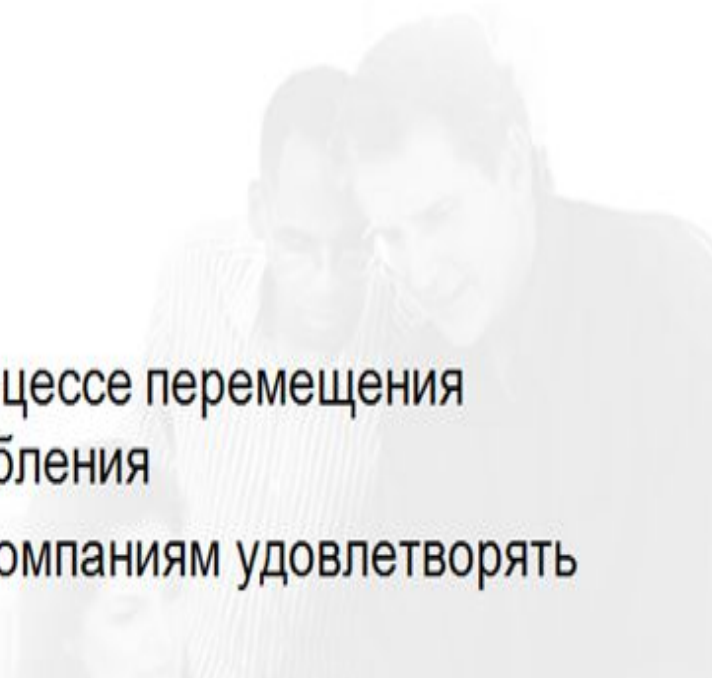 цессе перемещения
бления
омпаниям удовлетворять